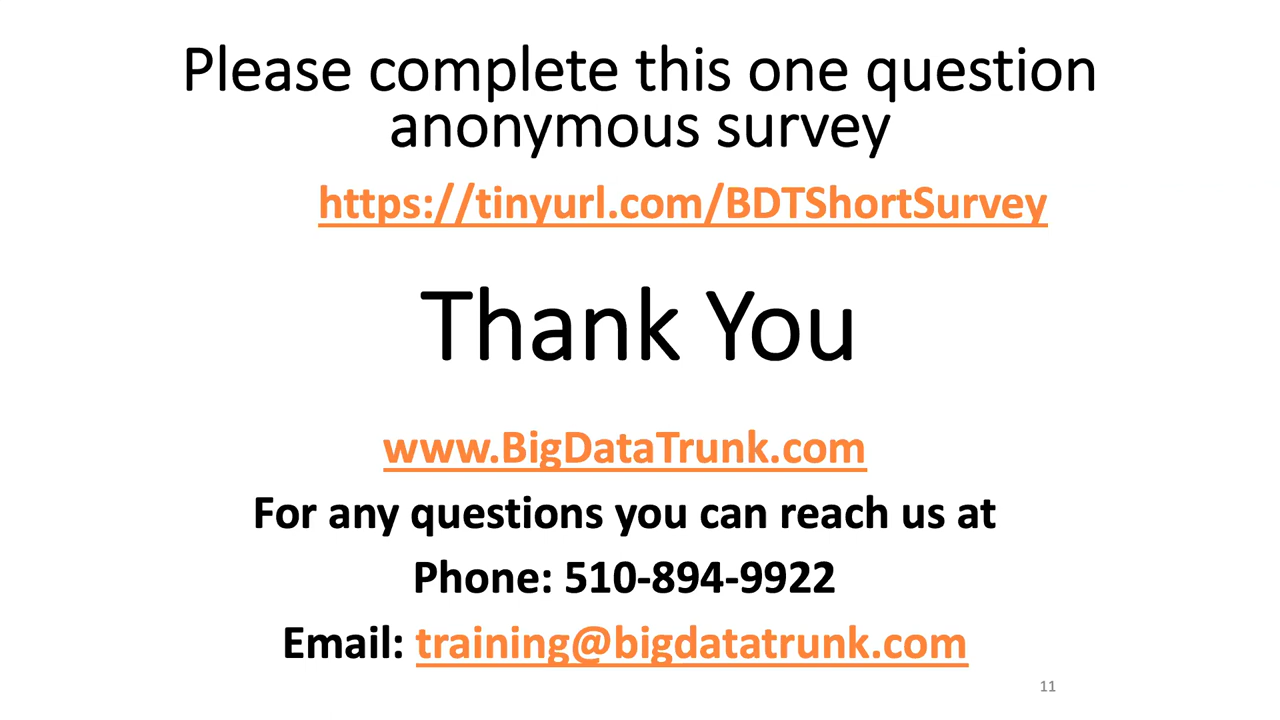 Please complete this one question
anonymous survey
https://tinyurl.com/BDTShortSurvey
Thank You
www.BigDataTrunk.com
For any questions you can reach us at
Phone: 510-894-9922
Email: training@bigdatatrunk.com
11